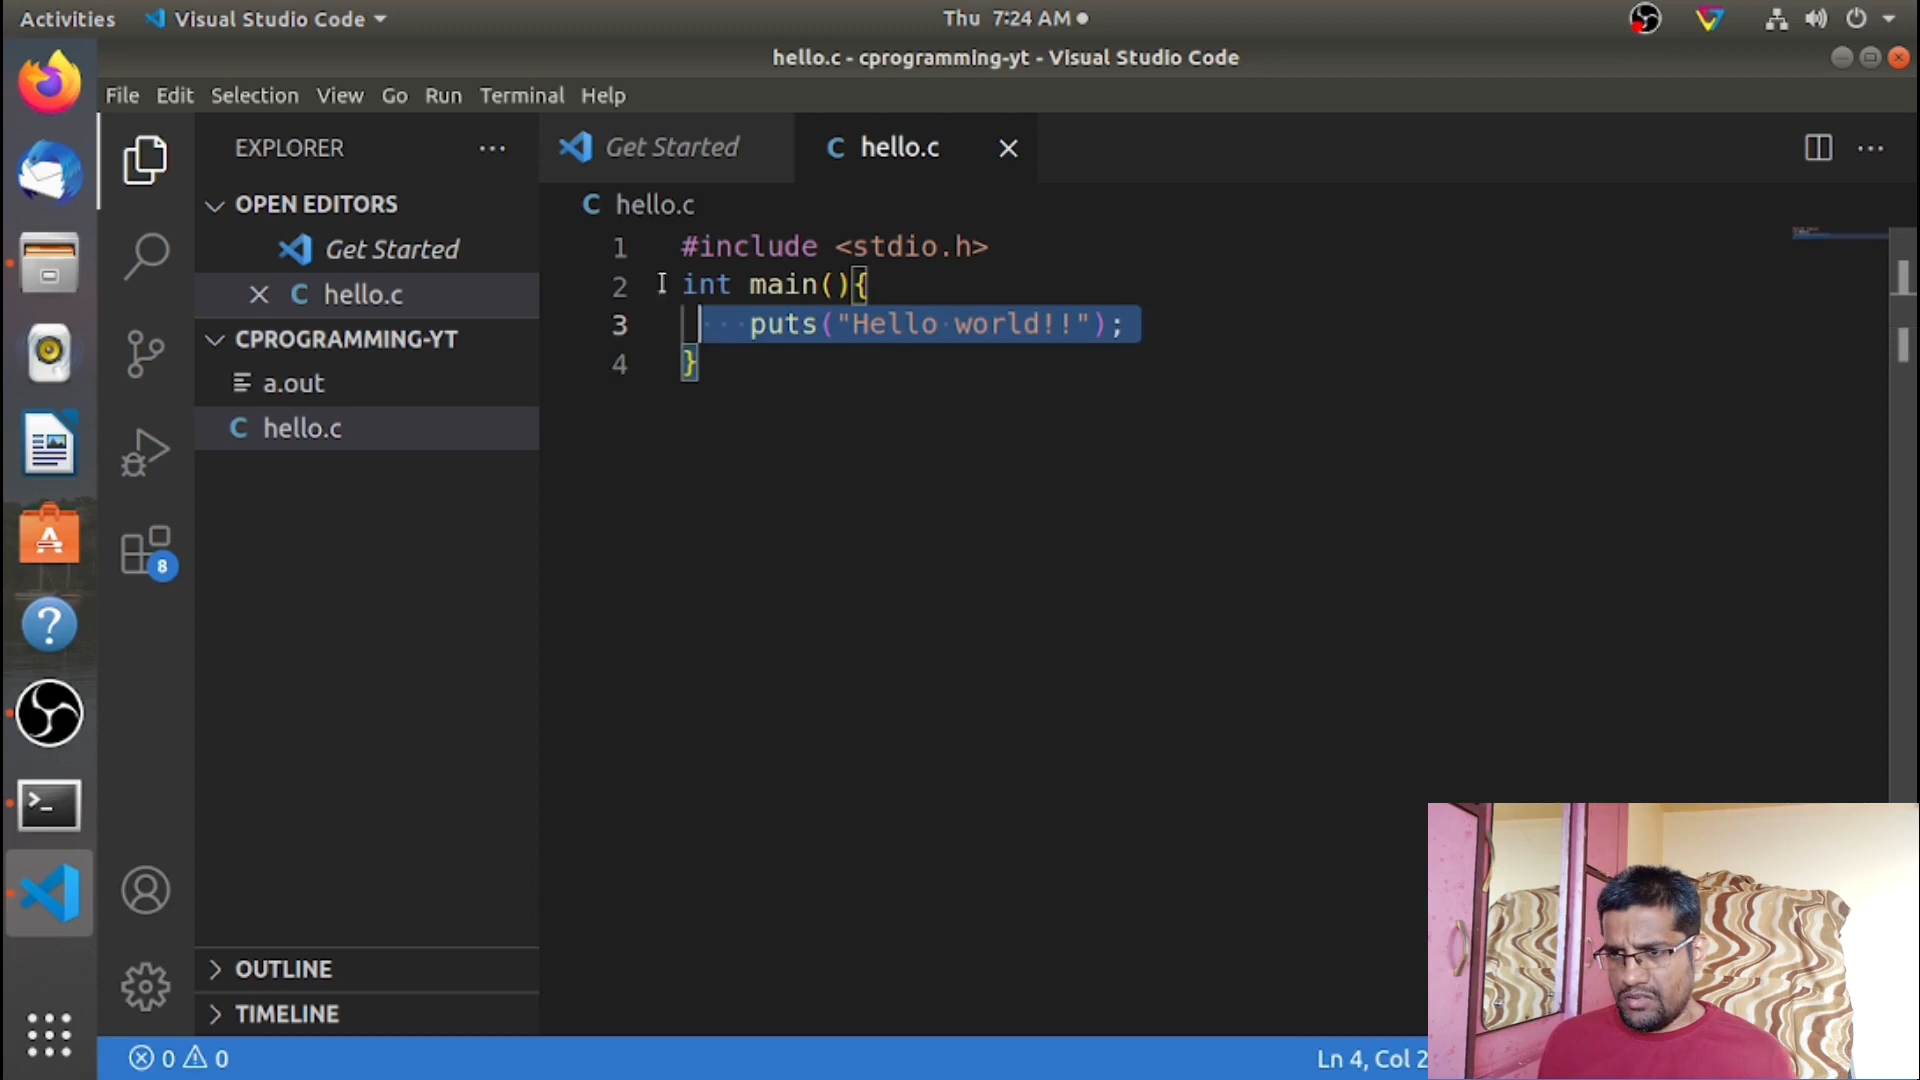 Activities
Visual Studio Code
Thu 7:24 AM
hello.c - cprogramming-yt - Visual Studio Code
File Edit Selection View Go Run Terminal Help
EXPLORER
OPEN EDITORS
Get Started
hello.c
CPROGRAMMING-YT
a.out
hello.c
8
OUTLINE
TIMELINE
Get Started
hello.c
hello.c
1 #include <stdio.h>
2 int main(){
3 puts("Hello world!!");
4 }
0 0
Ln 4, Col 2